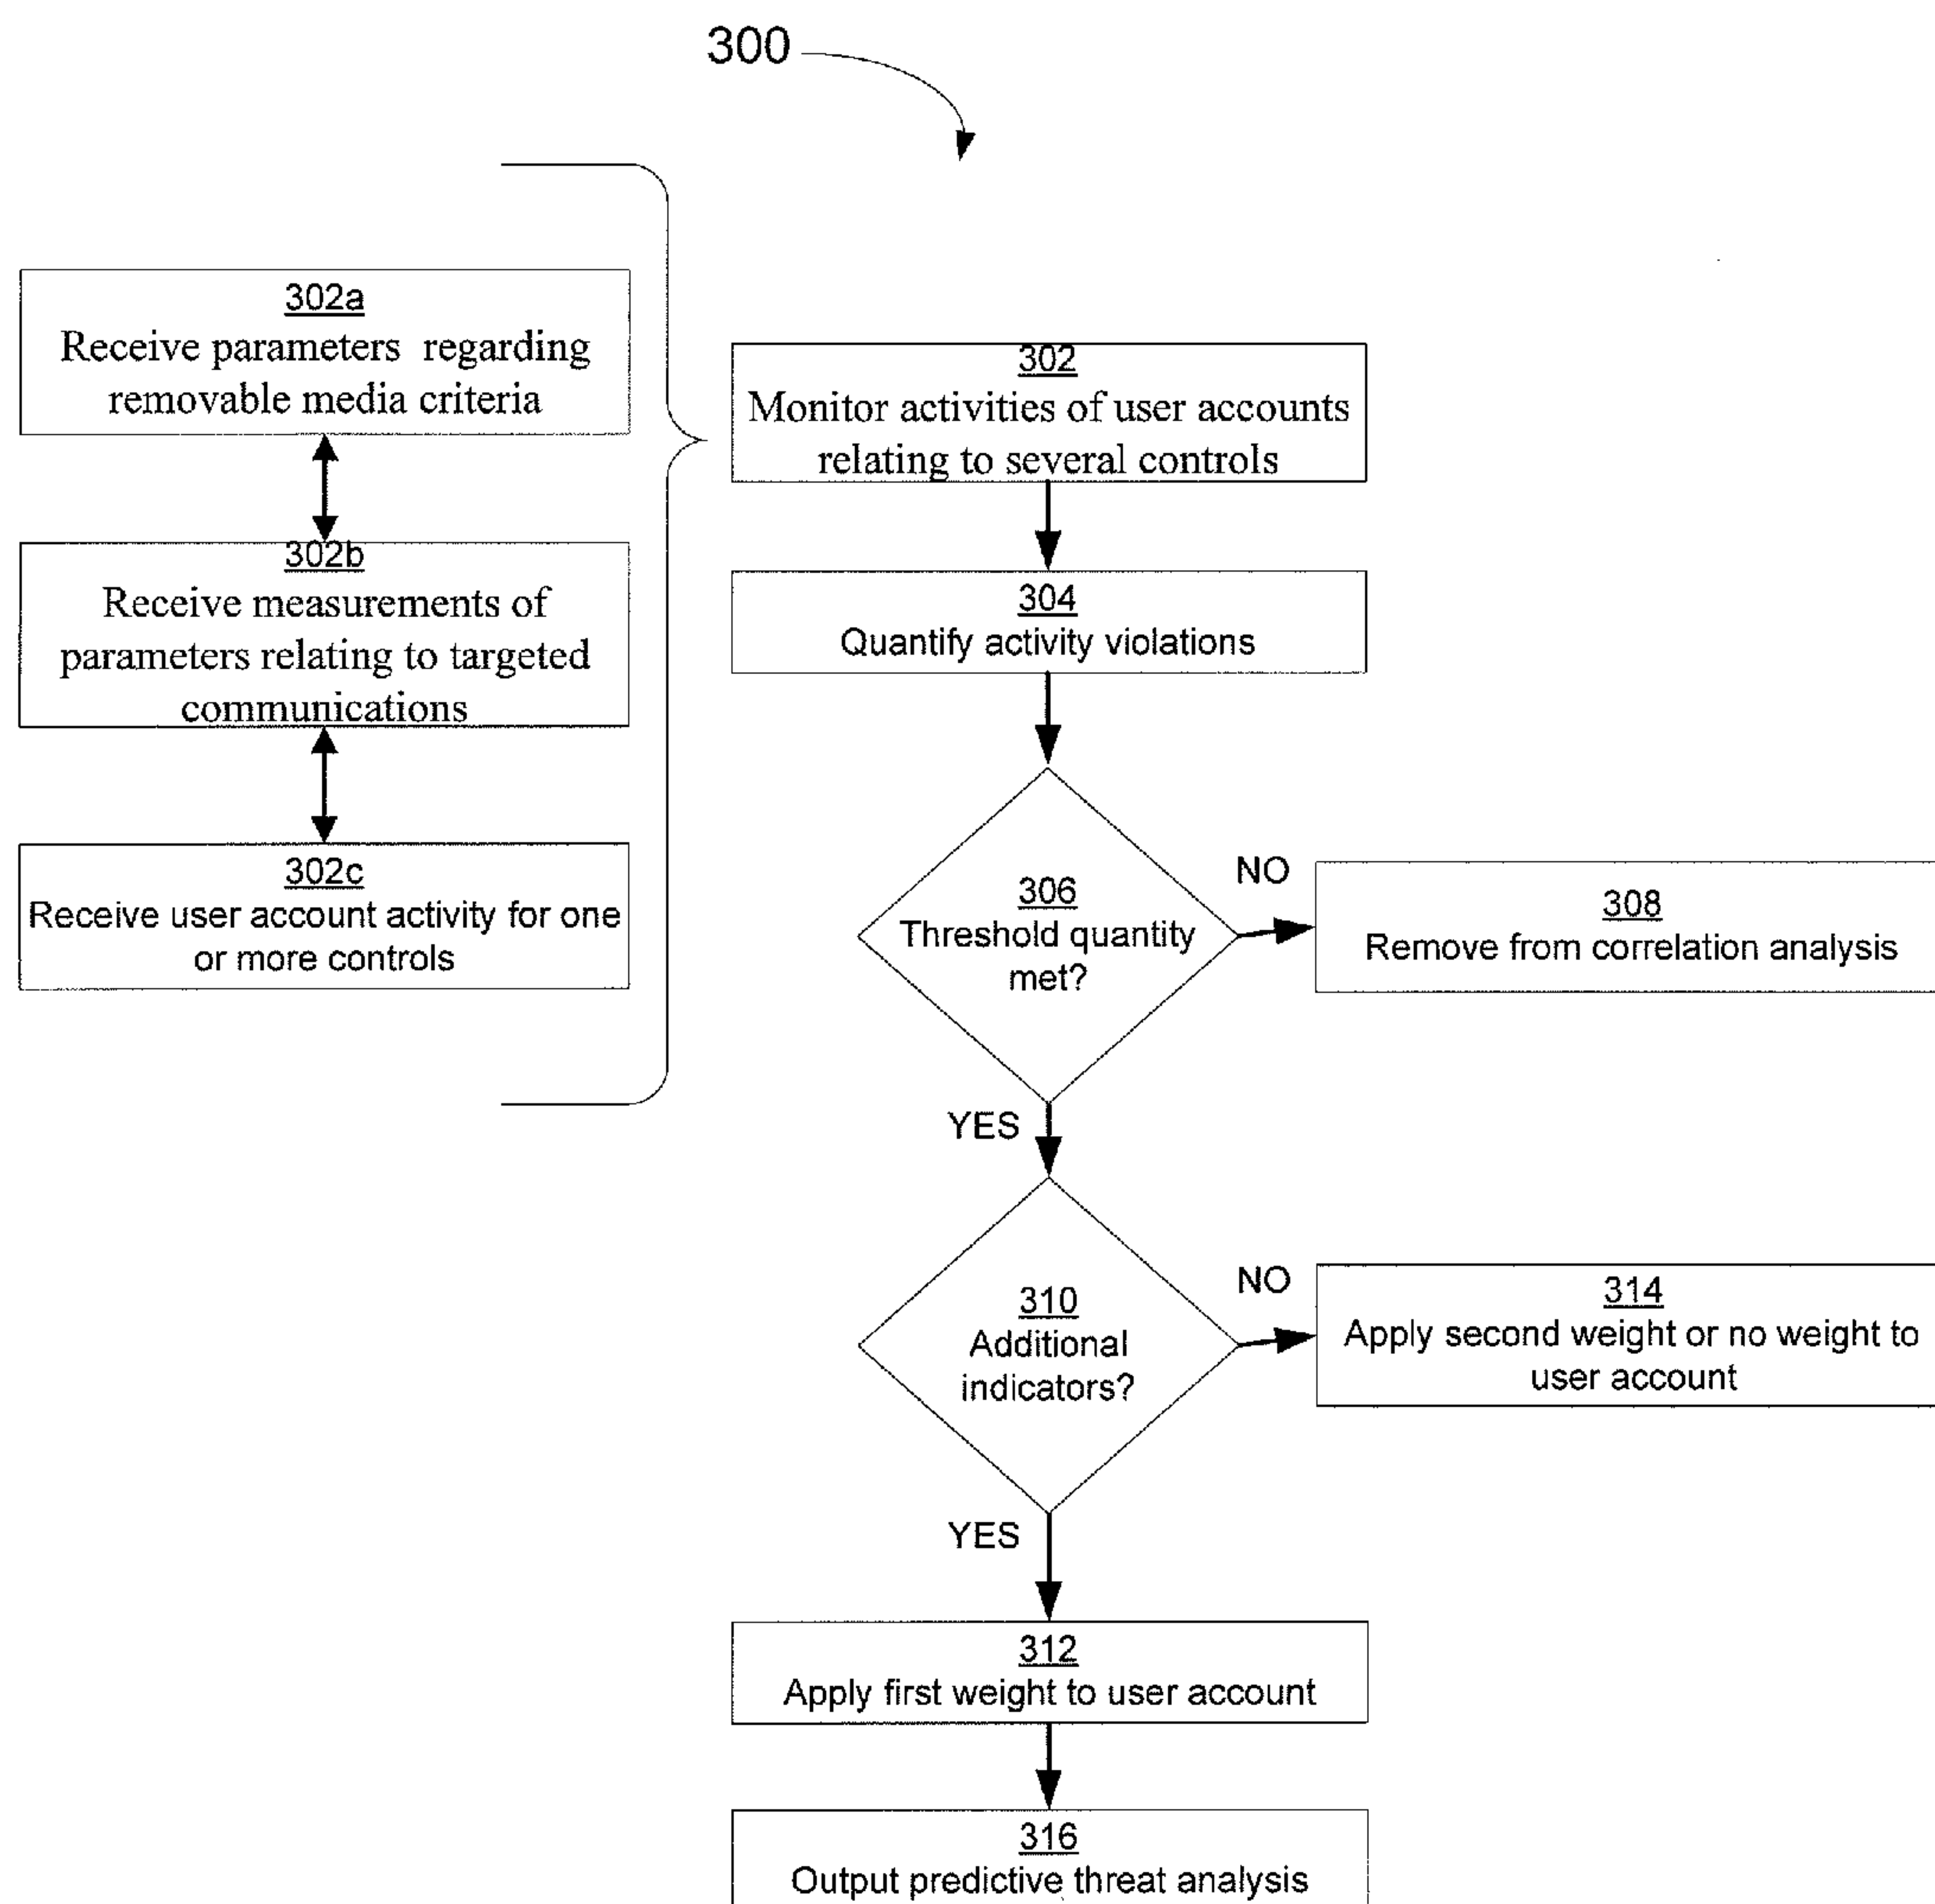 300
302a
Receive parameters regarding
removable media criteria
302b
Receive measurements of
parameters relating to targeted
communications
302c
Receive user account activity for one
or more controls
302
Monitor activities of user accounts
relating to several controls
304
Quantify activity violations
306
Threshold quantity
met?
NO
308
Remove from correlation analysis
YES
310
Additional
indicators?
NO
314
Apply second weight or no weight to
user account
YES
312
Apply first weight to user account
316
Output predictive threat analysis